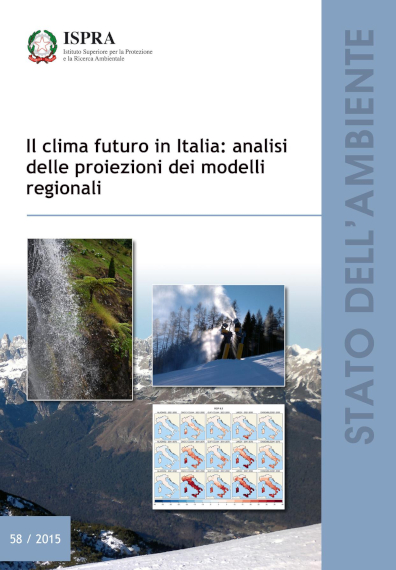 ISPRA
Istituto Superiore per la Protezione
e la Ricerca Ambientale
Il clima futuro in Italia: analisi
delle proiezioni dei modelli
regionali
STATO DELL'AMBIENTE
58 / 2015